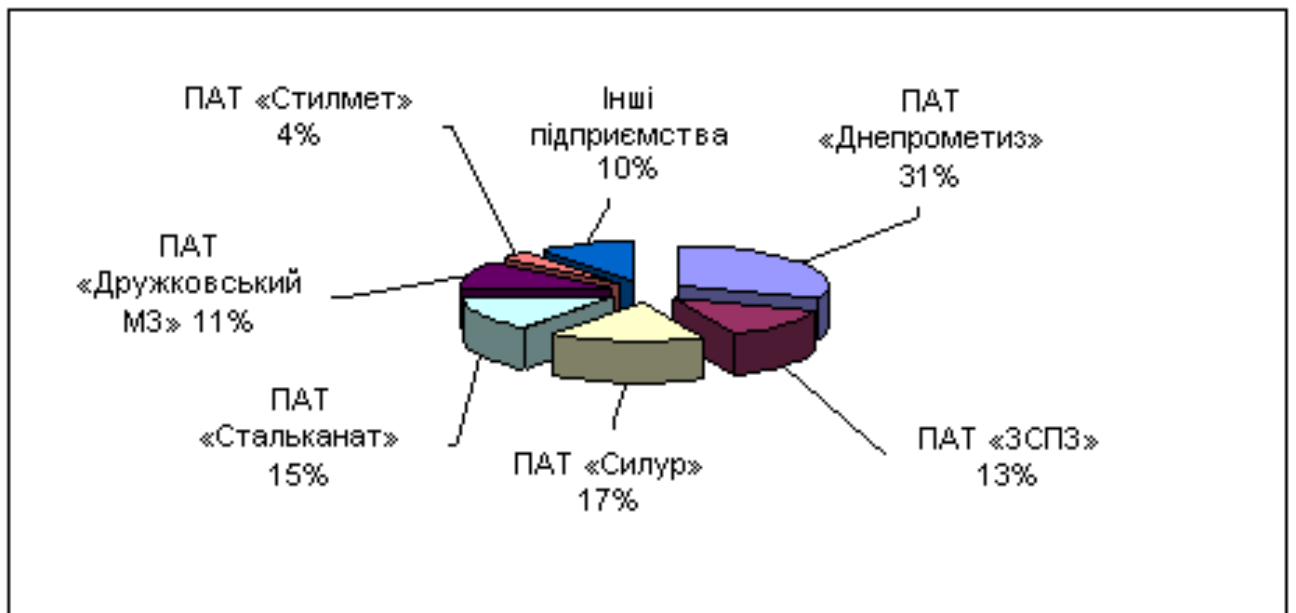 ПАТ «Стилмет»
4%
Інші
підприємства
10%
ПАТ
«Днепрометиз»
31%
ПАТ
«Дружковський
МЗ» 11%
ПАТ
«Стальканат»
15%
ПАТ «Силур»
17%
ПАТ «ЗСПЗ»
13%